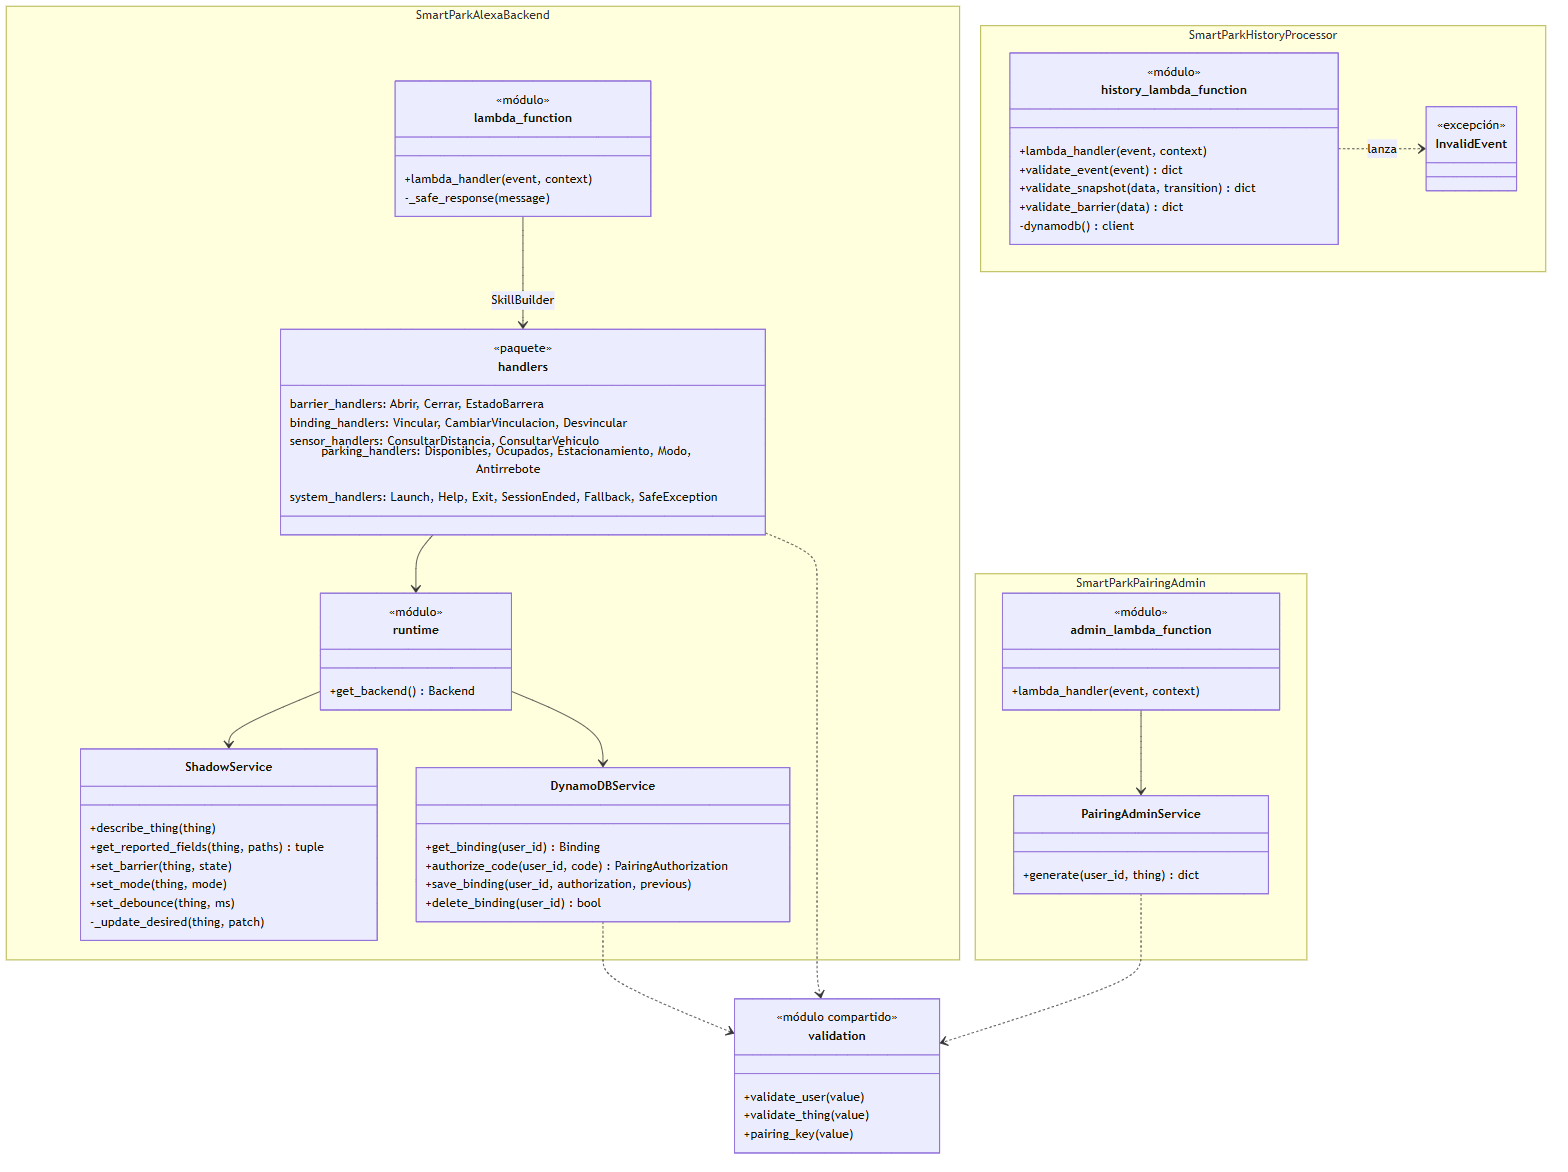 SmartParkAlexaBackend
«módulo»
lambda_function
+lambda_handler(event, context)
-_safe_response(message)
SkillBuilder
«paquete»
handlers
barrier_handlers: Abrir, Cerrar, EstadoBarrera
binding_handlers: Vincular, CambiarVinculacion, Desvincular
sensor_handlers: ConsultarDistancia, ConsultarVehiculo
parking_handlers: Disponibles, Ocupados, Estacionamiento, Modo,
Antirrebote
system_handlers: Launch, Help, Exit, SessionEnded, Fallback, SafeException
«módulo»
runtime
+get_backend() : Backend
ShadowService
+describe_thing(thing)
+get_reported_fields(thing, paths) : tuple
+set_barrier(thing, state)
+set_mode(thing, mode)
+set_debounce(thing, ms)
-_update_desired(thing, patch)
DynamoDBService
+get_binding(user_id) : Binding
+authorize_code(user_id, code) : PairingAuthorization
+save_binding(user_id, authorization, previous)
+delete_binding(user_id) : bool
SmartParkHistoryProcessor
«módulo»
history_lambda_function
+lambda_handler(event, context)
+validate_event(event) : dict
+validate_snapshot(data, transition) : dict
+validate_barrier(data) : dict
-dynamodb() : client
lanza
«excepción»
InvalidEvent
SmartParkPairingAdmin
«módulo»
admin_lambda_function
+lambda_handler(event, context)
PairingAdminService
+generate(user_id, thing) : dict
«módulo compartido»
validation
+validate_user(value)
+validate_thing(value)
+pairing_key(value)